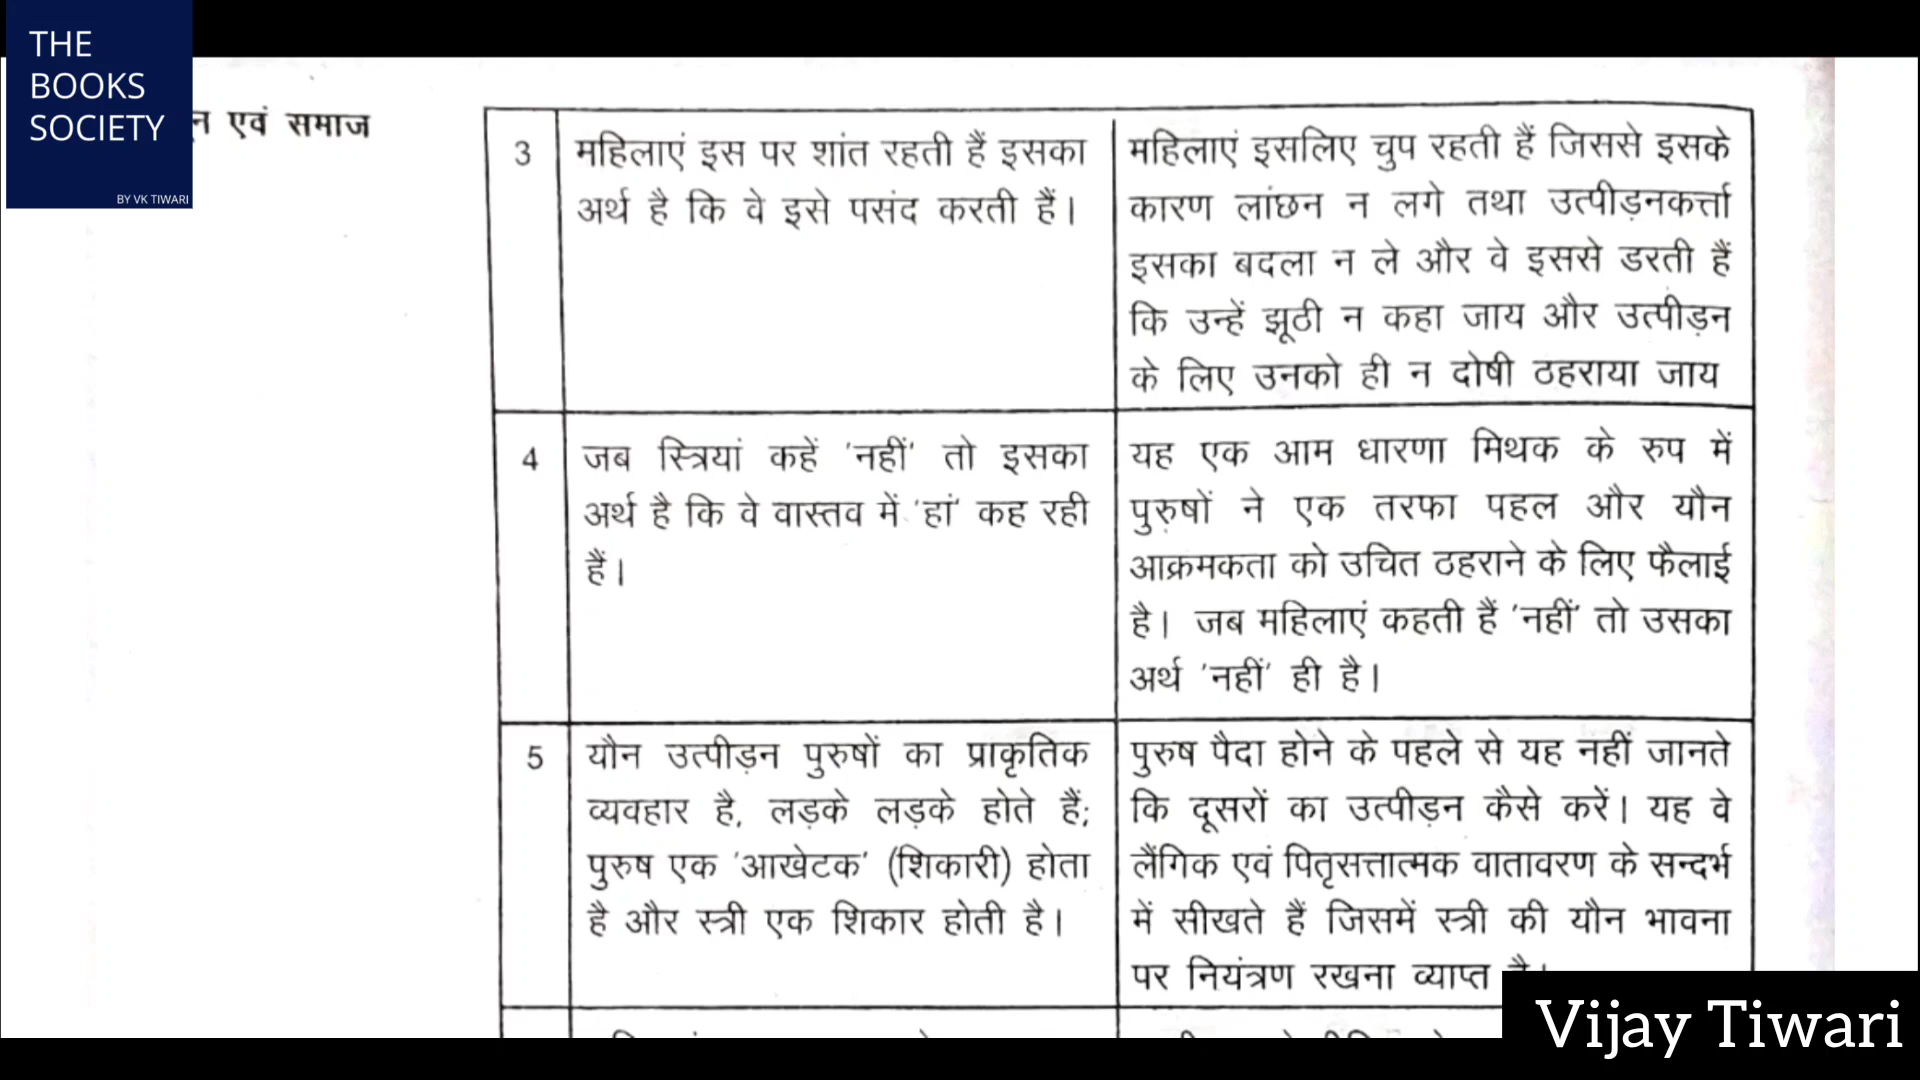 THE
BOOKS
SOCIETY
BY VK TIWARI
एवं समाज
3
महिलाएं इस पर शांत रहती हैं इसका
अर्थ है कि वे इसे पसंद करती हैं।
महिलाएं इसलिए चुप रहती हैं जिससे इसके
कारण लांछन न लगे तथा उत्पीड़नकर्त्ता
इसका बदला न ले और वे इससे डरती हैं
कि उन्हें झूठी न कहा जाय और उत्पीड़न
के लिए उनको ही न दोषी ठहराया जाय
4
जब स्त्रियां कहें 'नहीं' तो इसका
अर्थ है कि वे वास्तव में 'हां' कह रही
हैं।
यह एक आम धारणा मिथक के रुप में
पुरुषों ने एक तरफा पहल और यौन
आक्रमकता को उचित ठहराने के लिए फैलाई
है। जब महिलाएं कहती हैं 'नहीं' तो उसका
अर्थ 'नहीं' ही है।
5
यौन उत्पीड़न पुरुषों का प्राकृतिक
व्यवहार है, लड़के लड़के होते हैं;
पुरुष एक 'आखेटक' (शिकारी) होता
है और स्त्री एक शिकार होती है।
पुरुष पैदा होने के पहले से यह नहीं जानते
कि दूसरों का उत्पीड़न कैसे करें। यह वे
लैंगिक एवं पितृसत्तात्मक वातावरण के सन्दर्भ
में सीखते हैं जिसमें स्त्री की यौन भावना
पर नियंत्रण रखना व्याप्त है।
Vijay Tiwari